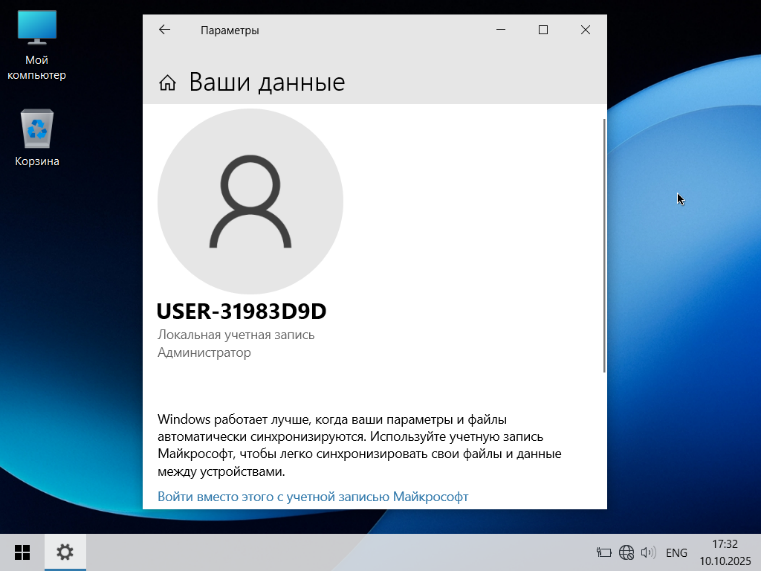 Мой
компьютер
Корзина
Параметры
Ваши данные
USER-31983D9D
Локальная учетная запись
Администратор
Windows работает лучше, когда ваши параметры и файлы
автоматически синхронизируются. Используйте учетную запись
Майкрософт, чтобы легко синхронизировать свои файлы и данные
между устройствами.
Войти вместо этого с учетной записью Майкрософт
ENG
17:32
10.10.2025